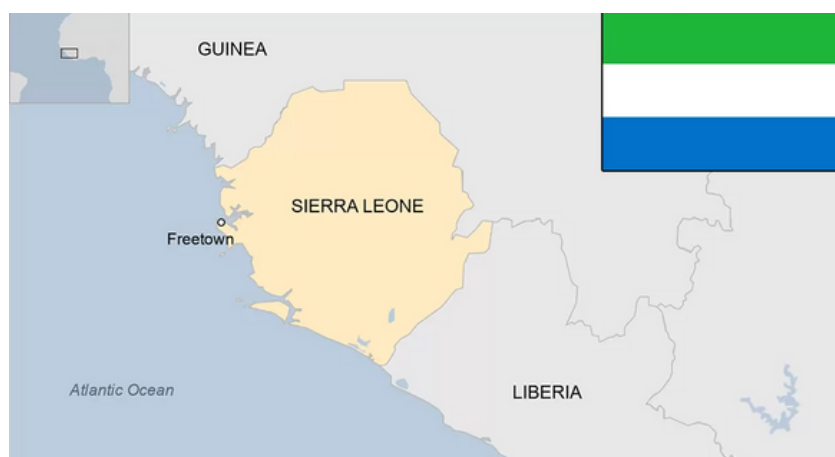 GUINEA
SIERRA LEONE
Freetown
Atlantic Ocean
LIBERIA